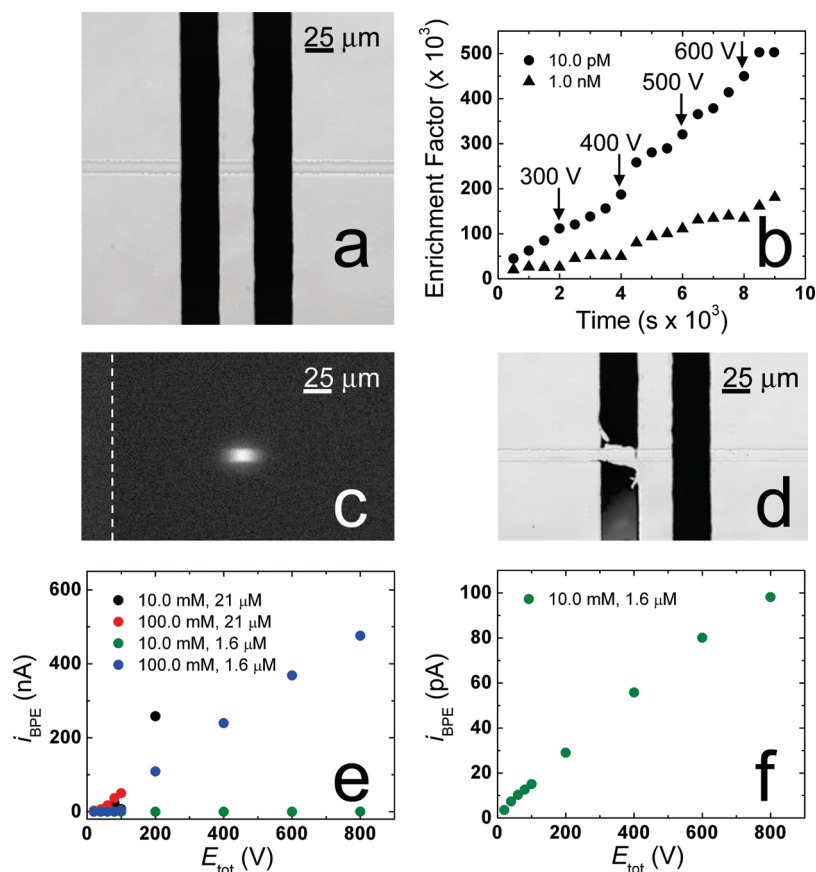 25 μm
a
Enrichment Factor (x 10³)
600
500
400
300
200
100
0
10.0 pM
1.0 nM
300 V
400 V
500 V
600 V
b
0 2 4 6 8 10
Time (s x 10³)
25 μm
c
25 μm
d
i_BPE (nA)
600
400
200
0
10.0 mM, 21 μM
100.0 mM, 21 μM
10.0 mM, 1.6 μM
100.0 mM, 1.6 μM
e
0 200 400 600 800
E_tot (V)
i_BPE (pA)
100
80
60
40
20
0
10.0 mM, 1.6 μM
f
0 200 400 600 800
E_tot (V)